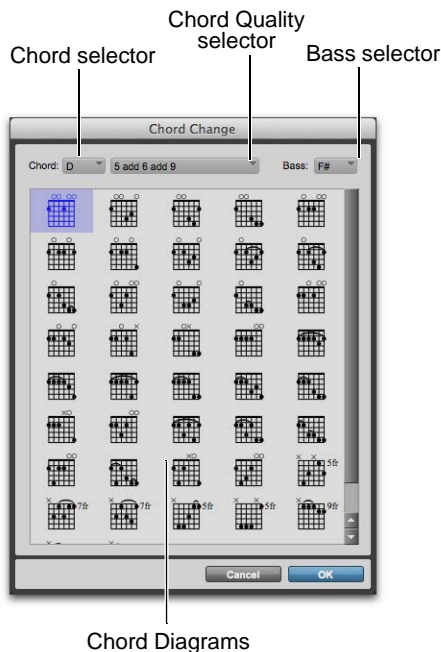 Chord Quality
selector
Chord selector
Bass selector
Chord Change
Chord: D 5 add 6 add 9 Bass: F#
5fr
7fr 7fr 5fr 5fr 9fr
Cancel OK
Chord Diagrams